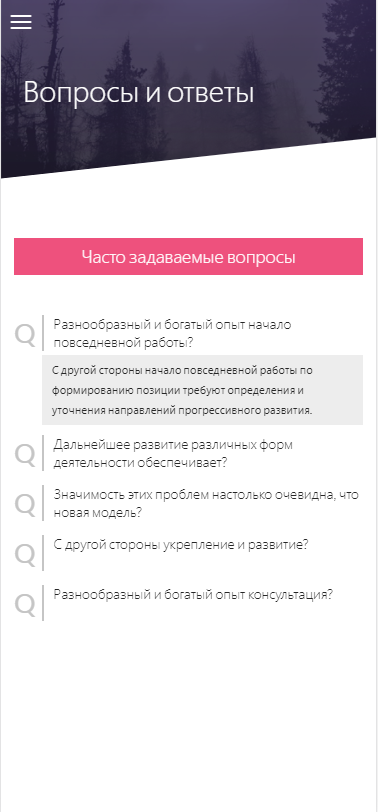 Вопросы и ответы
Часто задаваемые вопросы
Q
Разнообразный и богатый опыт начало
повседневной работы?
С другой стороны начало повседневной работы по
формированию позиции требуют определения и
уточнения направлений прогрессивного развития.
Q
Дальнейшее развитие различных форм
деятельности обеспечивает?
Q
Значимость этих проблем настолько очевидна, что
новая модель?
Q
С другой стороны укрепление и развитие?
Q
Разнообразный и богатый опыт консультация?